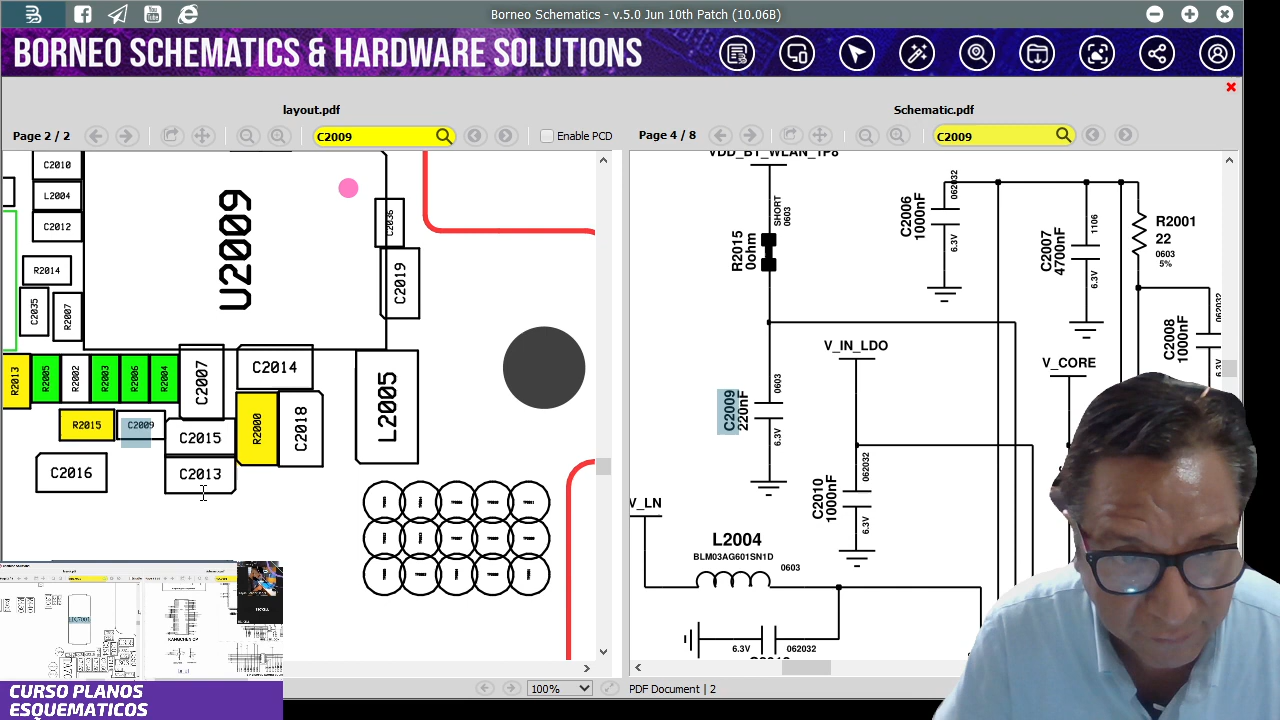 Borneo Schematics - v.5.0 Jun 10th Patch (10.06B)
BORNEO SCHEMATICS & HARDWARE SOLUTIONS
layout.pdf
Page 2 / 2
C2009
Enable PCD
Schematic.pdf
Page 4 / 8
C2009
C2010
L2004
C2012
R2014
C2035
R2007
U2009
C2036
C2019
R2013
R2005
R2002
R2003
R2006
R2004
C2007
C2014
R2015
C2009
C2015
R2000
C2018
L2005
C2016
C2013
VDD_BT_WLAN_1P8
SHORT
0603
R2015
0ohm
C2006
1000nF
062032
6.3V
C2007
4700nF
1106
6.3V
R2001
22
0603
5%
C2008
1000nF
V_IN_LDO
V_CORE
C2009
220nF
0603
6.3V
C2010
1000nF
062032
6.3V
V_LN
L2004
BLM03AG601SN1D
0603
6.3V
062032
100%
PDF Document | 2
CURSO PLANOS
ESQUEMATICOS